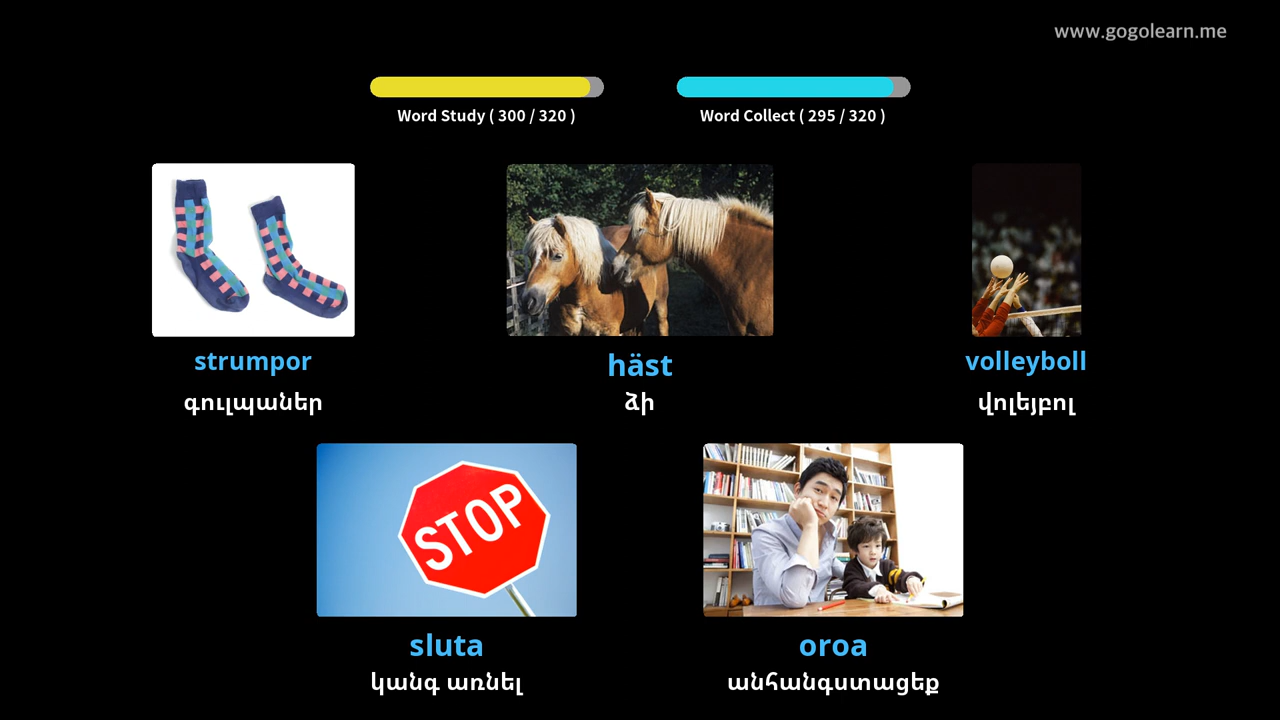 www.gogolearn.me
Word Study ( 300 / 320 )
Word Collect ( 295 / 320 )
strumpor
գուլպաներ
häst
ձի
volleyboll
վոլեյբոլ
STOP
sluta
կանգ առնել
oroa
անհանգստացեք